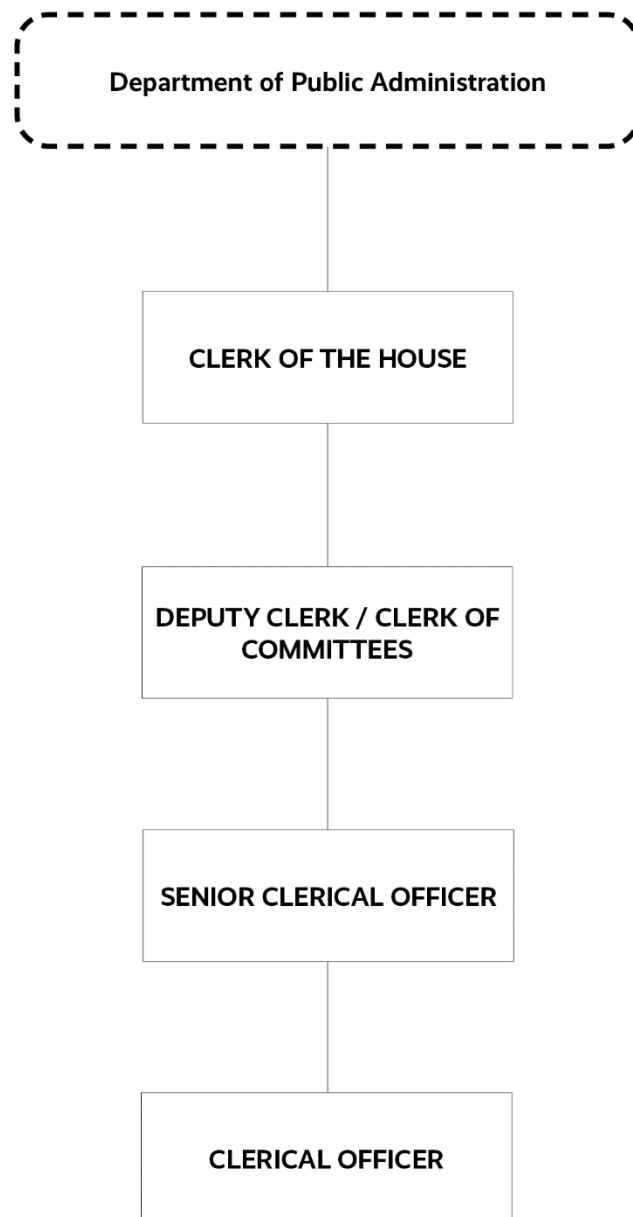 Department of Public Administration
CLERK OF THE HOUSE
DEPUTY CLERK / CLERK OF
COMMITTEES
SENIOR CLERICAL OFFICER
CLERICAL OFFICER